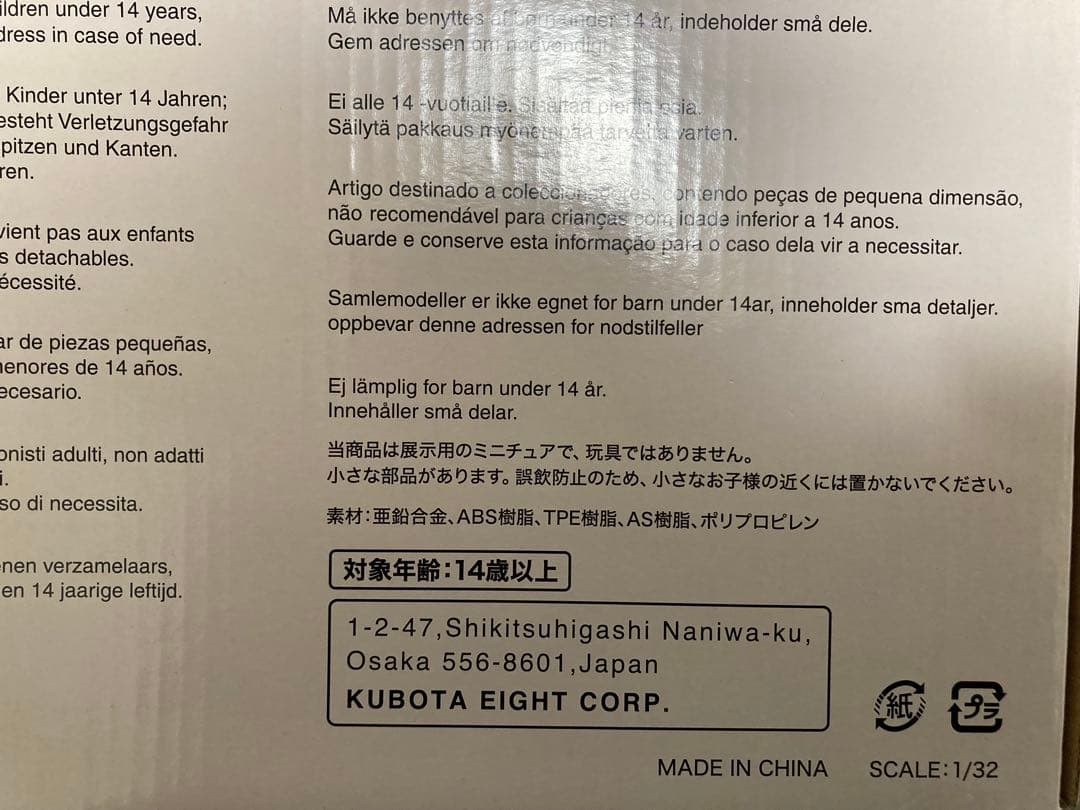 ildren under 14 years,
dress in case of need.
Kinder unter 14 Jahren;
esteht Verletzungsgefahr
pitzen und Kanten.
ren.
vient pas aux enfants
s detachables.
écessité.
ar de piezas pequeñas,
nenores de 14 años.
ecesario.
onisti adulti, non adatti
i.
so di necessita.
nen verzamelaars,
en 14 jaarige leftijd.
Må ikke benyttes af børn under 14 år, indeholder små dele.
Gem adressen om nødvendigt.
Ei alle 14 -vuotiaille. Sisältää pieniä osia.
Säilytä pakkaus myöhempää tarvetta varten.
Artigo destinado a coleccionadores, contendo peças de pequena dimensão,
não recomendável para crianças com idade inferior a 14 anos.
Guarde e conserve esta informação para o caso dela vir a necessitar.
Samlemodeller er ikke egnet for barn under 14ar, inneholder sma detaljer.
oppbevar denne adressen for nodstilfeller
Ej lämplig for barn under 14 år.
Innehåller små delar.
当商品は展示用のミニチュアで、玩具ではありません。
小さな部品があります。誤飲防止のため、小さなお子様の近くには置かないでください。
素材:亜鉛合金、ABS樹脂、TPE樹脂、AS樹脂、ポリプロピレン
対象年齢:14歳以上
1-2-47,Shikitsuhigashi Naniwa-ku,
Osaka 556-8601,Japan
KUBOTA EIGHT CORP.
紙 プラ
MADE IN CHINA SCALE:1/32